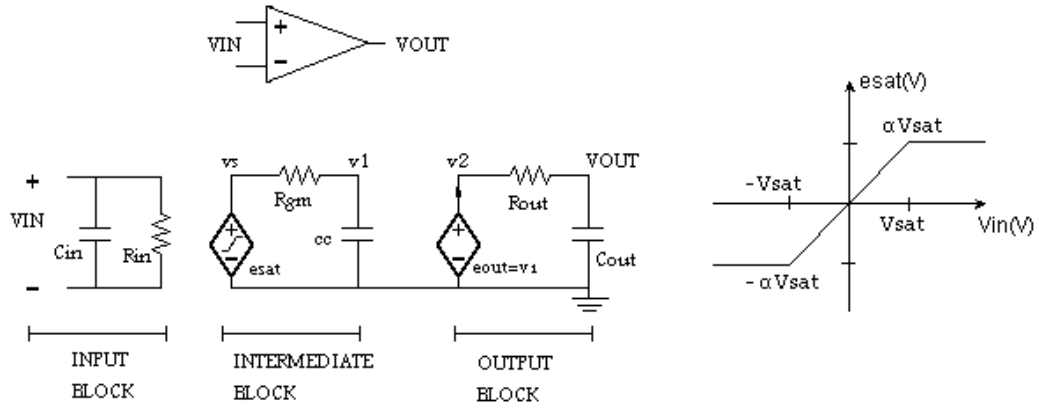 +
VIN
-
VOUT
esat(V)
αVsat
-Vsat
Vsat
Vin(V)
-αVsat
+
VIN
-
Cin
Rin
vs
v1
Rgm
+
-
esat
cc
v2
VOUT
Rout
+
-
eout=v1
Cout
INPUT
BLOCK
INTERMEDIATE
BLOCK
OUTPUT
BLOCK